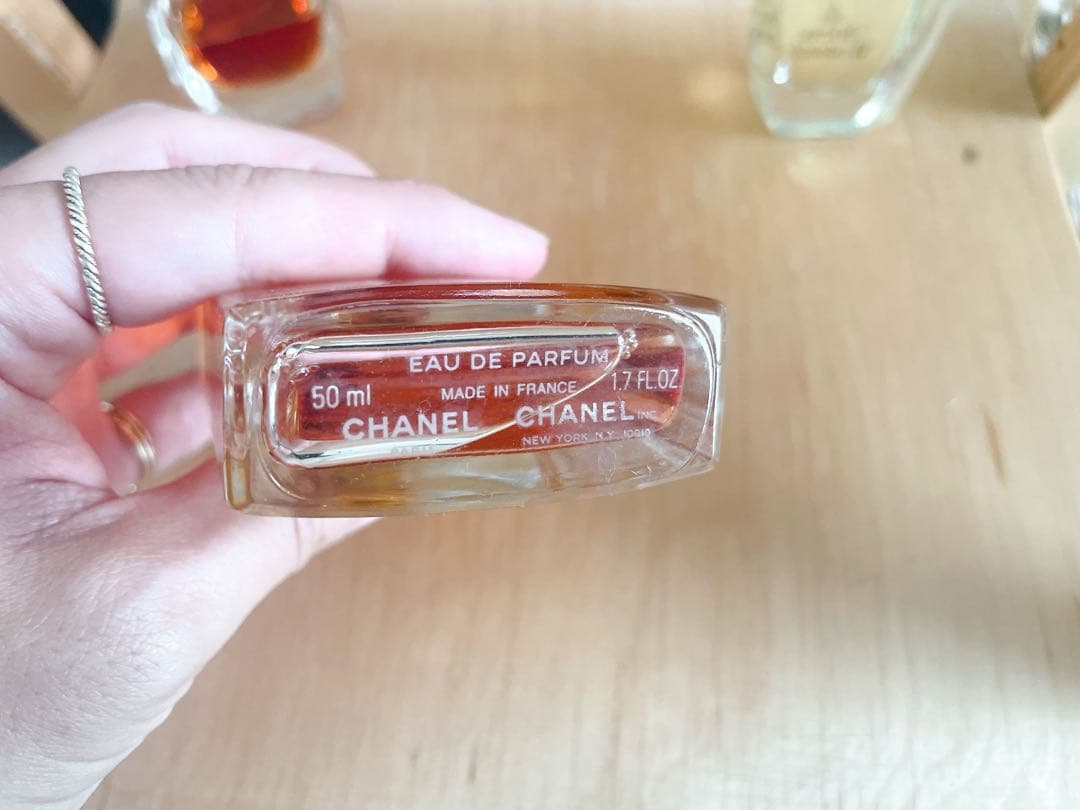 EAU DE PARFUM
50 ml MADE IN FRANCE 1.7 FL.OZ
CHANEL CHANEL INC
NEW YORK N.Y. 10019